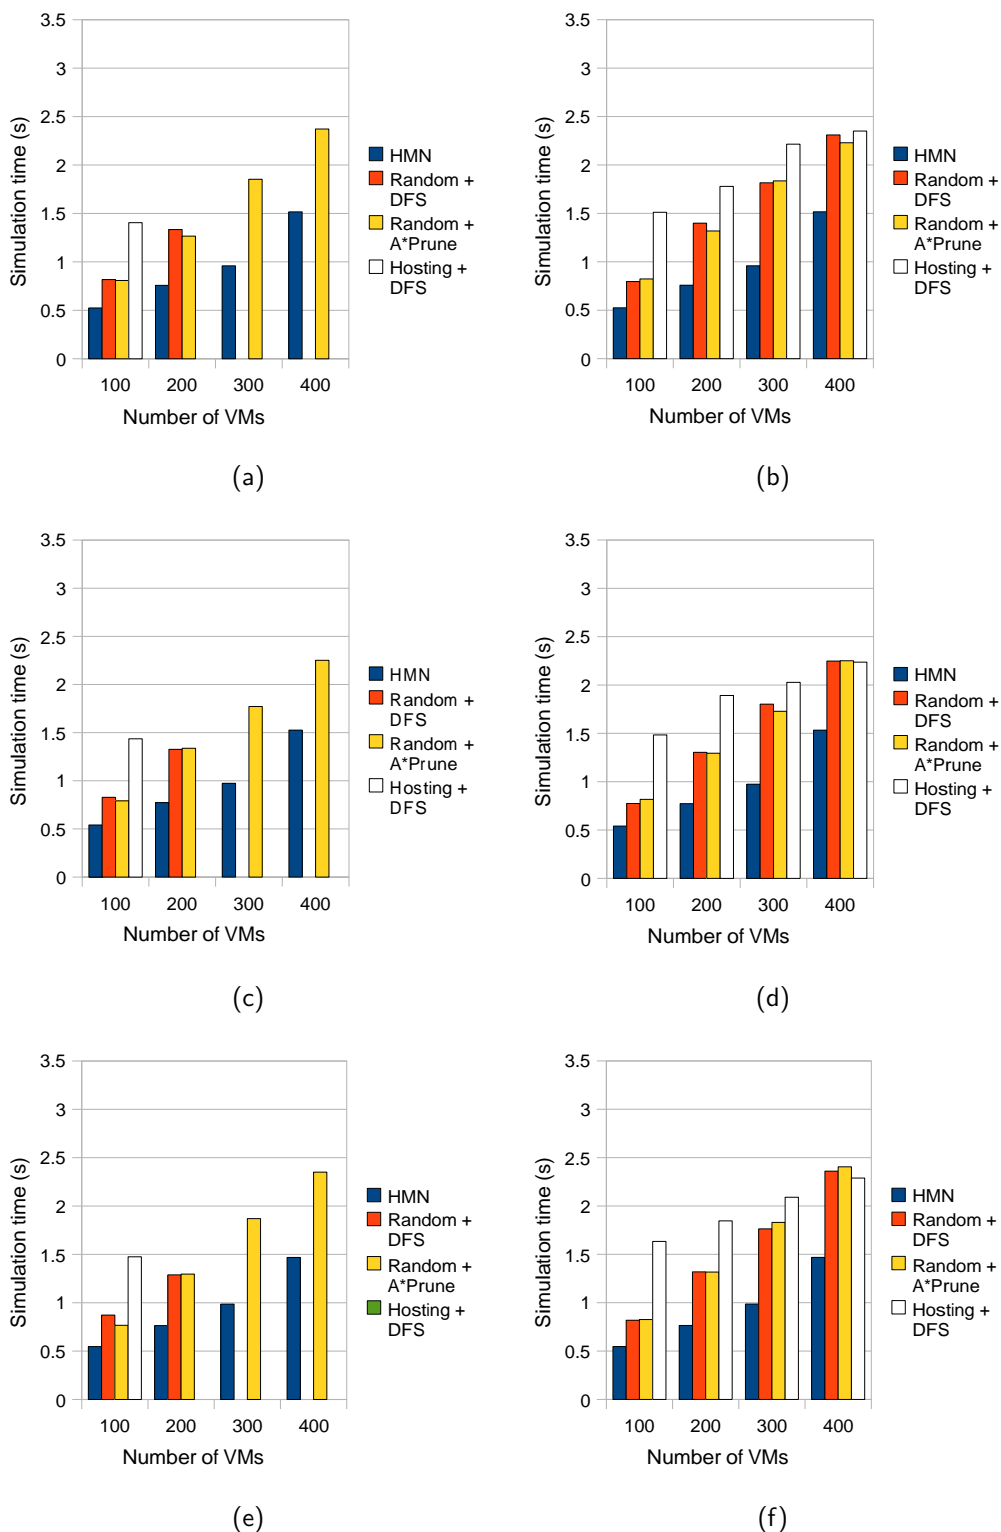 3.5
3
2.5
2
1.5
1
0.5
0
Simulation time (s)
100 200 300 400
Number of VMs
HMN
Random +
DFS
Random +
A*Prune
Hosting +
DFS
(a)
3.5
3
2.5
2
1.5
1
0.5
0
Simulation time (s)
100 200 300 400
Number of VMs
HMN
Random +
DFS
Random +
A*Prune
Hosting +
DFS
(b)
3.5
3
2.5
2
1.5
1
0.5
0
Simulation time (s)
100 200 300 400
Number of VMs
HMN
Random +
DFS
Random +
A*Prune
Hosting +
DFS
(c)
3.5
3
2.5
2
1.5
1
0.5
0
Simulation time (s)
100 200 300 400
Number of VMs
HMN
Random +
DFS
Random +
A*Prune
Hosting +
DFS
(d)
3.5
3
2.5
2
1.5
1
0.5
0
Simulation time (s)
100 200 300 400
Number of VMs
HMN
Random +
DFS
Random +
A*Prune
Hosting +
DFS
(e)
3.5
3
2.5
2
1.5
1
0.5
0
Simulation time (s)
100 200 300 400
Number of VMs
HMN
Random +
DFS
Random +
A*Prune
Hosting +
DFS
(f)